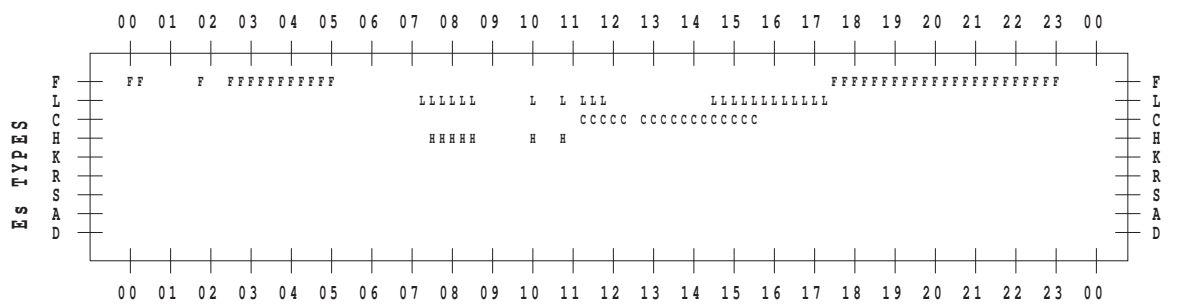 00 01 02 03 04 05 06 07 08 09 10 11 12 13 14 15 16 17 18 19 20 21 22 23 00
F FF F FFFFFFFFFFF FFFFFFFFFFFFFFFFFFFFFFF F
L LLLLLL L L LLL LLLLLLLLLLLL L
C CCCCC CCCCCCCCCCCC C
H HHHHH H H H
K K
R R
S S
A A
D D
Es TYPES
00 01 02 03 04 05 06 07 08 09 10 11 12 13 14 15 16 17 18 19 20 21 22 23 00